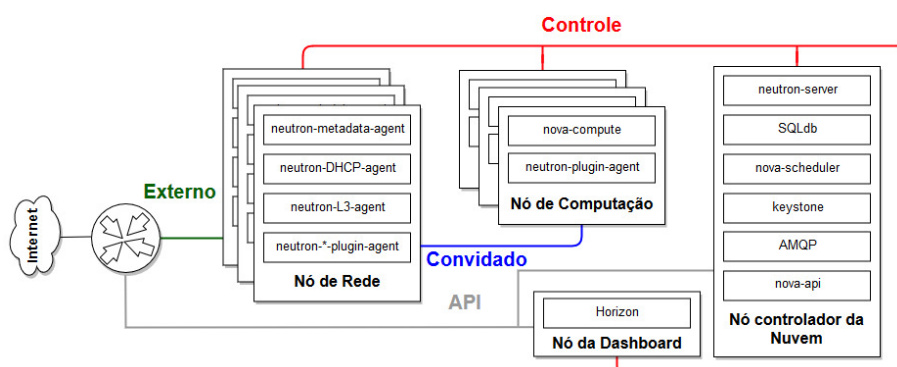 Controle
neutron-metadata-agent
neutron-DHCP-agent
neutron-L3-agent
neutron-*-plugin-agent
Nó de Rede
nova-compute
neutron-plugin-agent
Nó de Computação
neutron-server
SQLdb
nova-scheduler
keystone
AMQP
nova-api
Nó controlador da
Nuvem
Externo
Internet
Convidado
API
Horizon
Nó da Dashboard